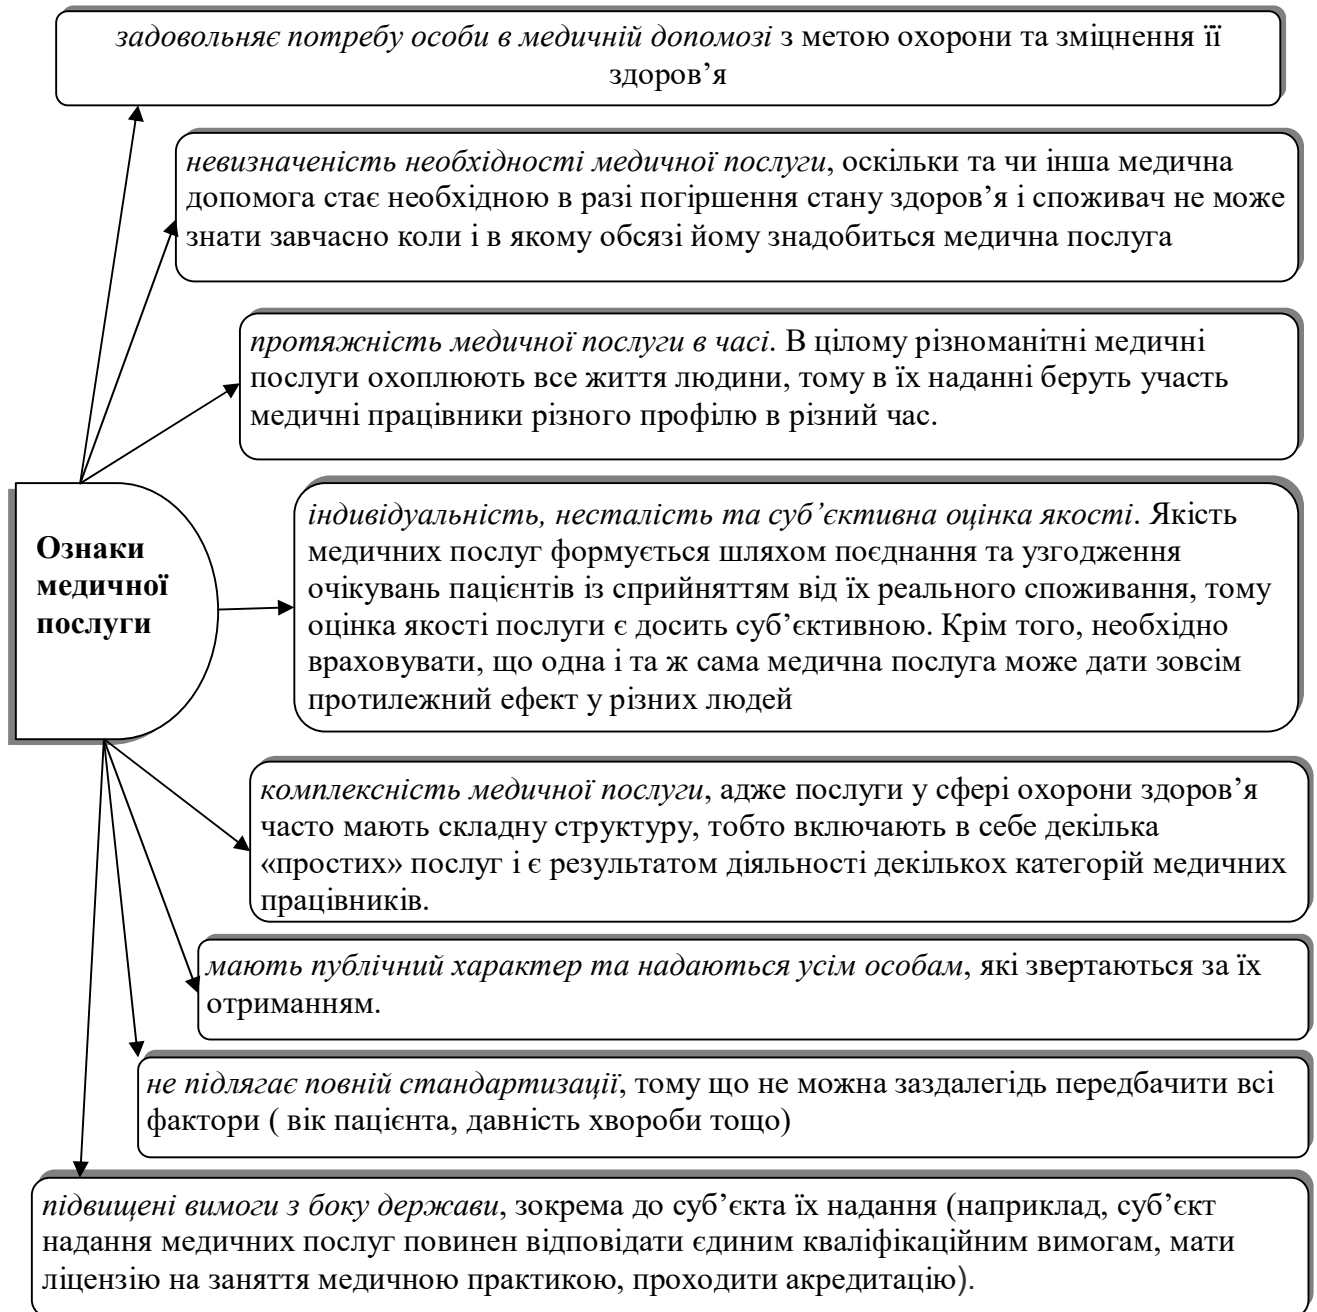 задовольняє потребу особи в медичній допомозі з метою охорони та зміцнення її
здоров’я
невизначеність необхідності медичної послуги, оскільки та чи інша медична
допомога стає необхідною в разі погіршення стану здоров’я і споживач не може
знати завчасно коли і в якому обсязі йому знадобиться медична послуга
протяжність медичної послуги в часі. В цілому різноманітні медичні
послуги охоплюють все життя людини, тому в їх наданні беруть участь
медичні працівники різного профілю в різний час.
Ознаки
медичної
послуги
індивідуальність, несталість та суб’єктивна оцінка якості. Якість
медичних послуг формується шляхом поєднання та узгодження
очікувань пацієнтів із сприйняттям від їх реального споживання, тому
оцінка якості послуги є досить суб’єктивною. Крім того, необхідно
враховувати, що одна і та ж сама медична послуга може дати зовсім
протилежний ефект у різних людей
комплексність медичної послуги, адже послуги у сфері охорони здоров’я
часто мають складну структуру, тобто включають в себе декілька
«простих» послуг і є результатом діяльності декількох категорій медичних
працівників.
мають публічний характер та надаються усім особам, які звертаються за їх
отриманням.
не підлягає повній стандартизації, тому що не можна заздалегідь передбачити всі
фактори ( вік пацієнта, давність хвороби тощо)
підвищені вимоги з боку держави, зокрема до суб’єкта їх надання (наприклад, суб’єкт
надання медичних послуг повинен відповідати єдиним кваліфікаційним вимогам, мати
ліцензію на заняття медичною практикою, проходити акредитацію).